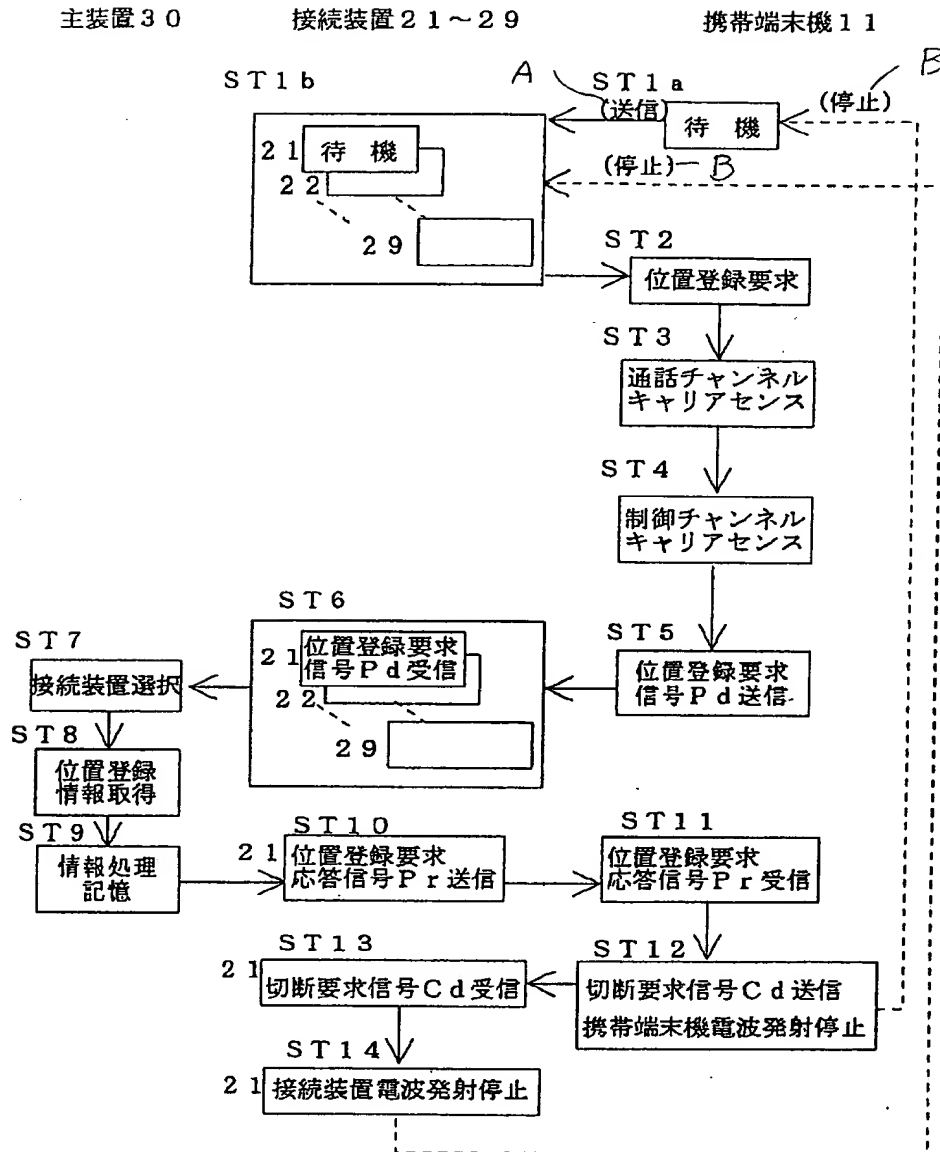 主装置30 接続装置21~29 携帯端末機11
ST1b A ST1a B
(送信) (停止)
待 機
21 待 機
(停止) B
22
29
ST2
位置登録要求
ST3
通話チャンネル
キャリアセンス
ST4
制御チャンネル
キャリアセンス
ST5
位置登録要求
信号Pd送信
ST6
21 位置登録要求
信号Pd受信
22
29
ST7
接続装置選択
ST8
位置登録
情報取得
ST9
情報処理
記憶
ST10
21 位置登録要求
応答信号Pr送信
ST11
位置登録要求
応答信号Pr受信
ST12
切断要求信号Cd送信
携帯端末機電波発射停止
ST13
21 切断要求信号Cd受信
ST14
21 接続装置電波発射停止